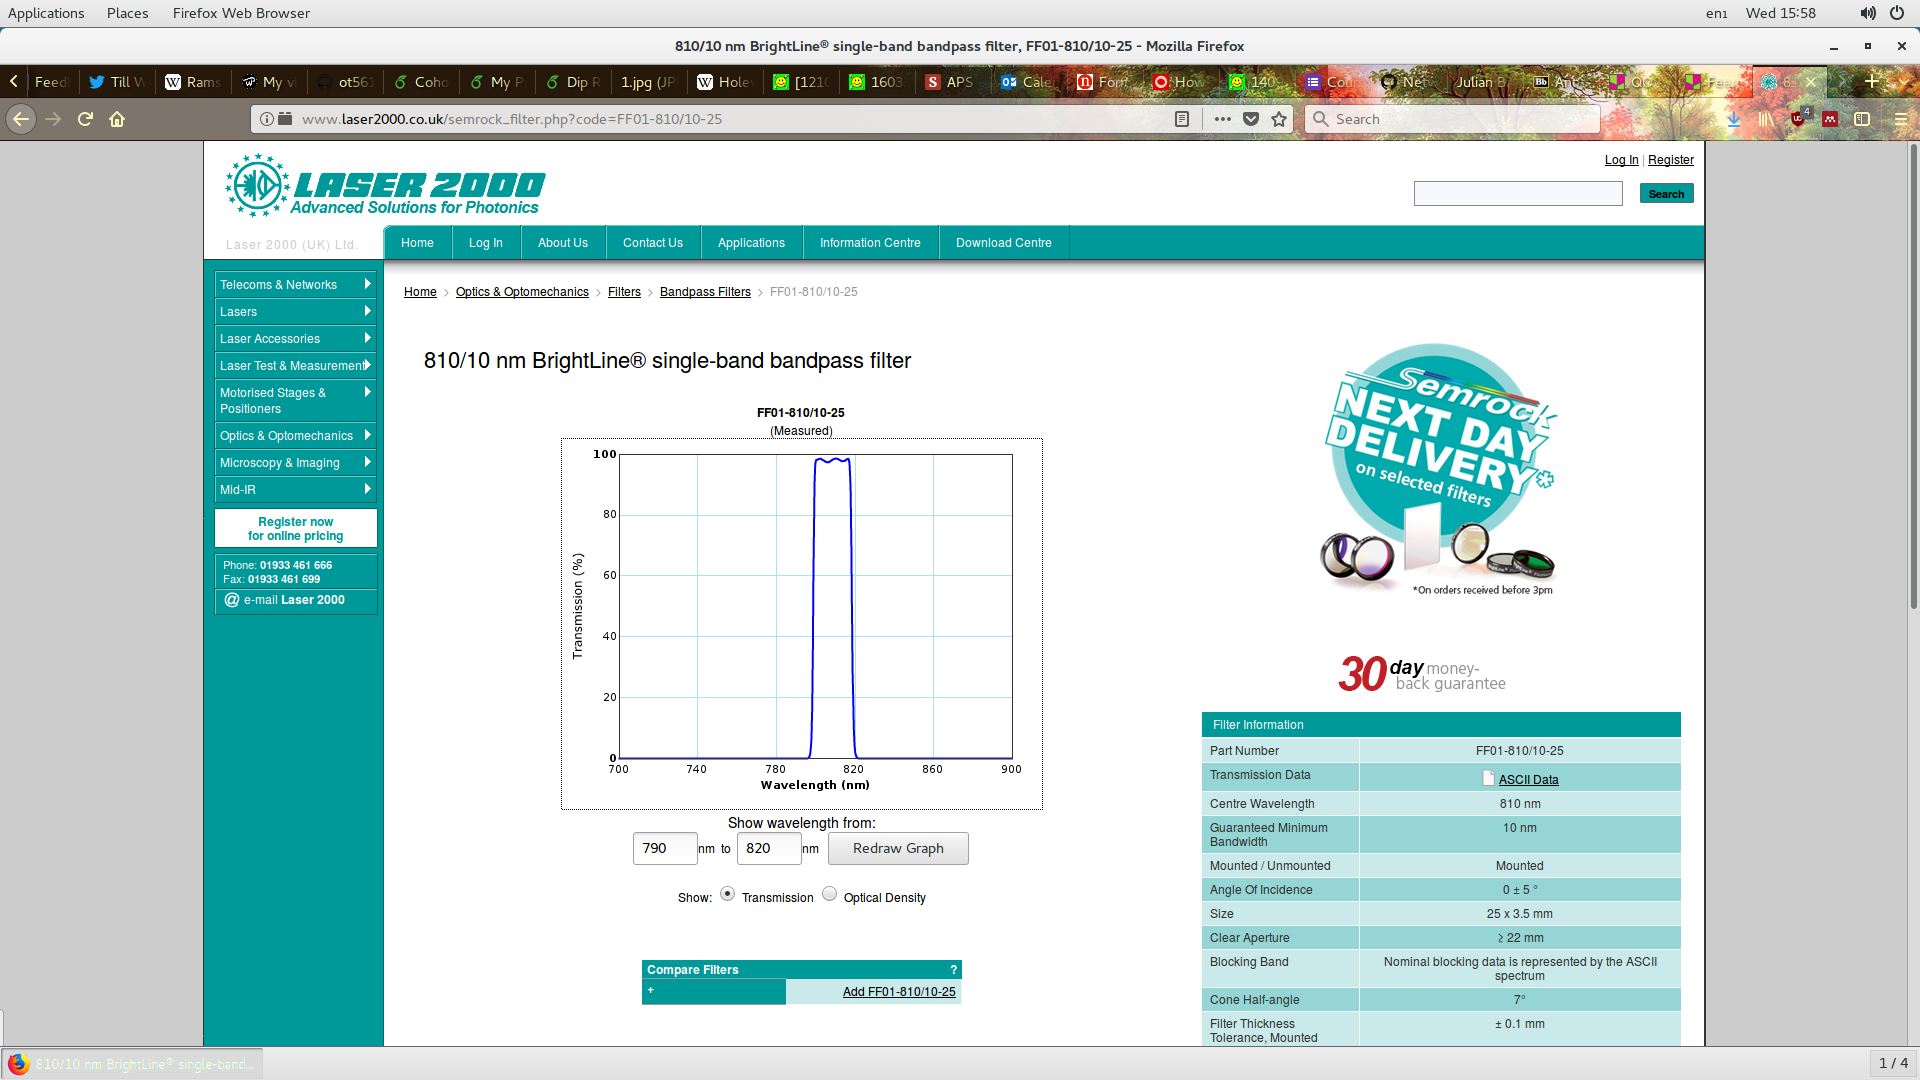 Applications Places Firefox Web Browser en1 Wed 15:58
810/10 nm BrightLine® single-band bandpass filter, FF01-810/10-25 - Mozilla Firefox
Till W Rams My vi ot561 Coho My P Dip R 1.jpg (JP Hole [121 1603 APS Cale How 140 Cou Net Julian B
www.laser2000.co.uk/semrock_filter.php?code=FF01-810/10-25 Search
Log In | Register
LASER 2000
Advanced Solutions for Photonics
Search
Laser 2000 (UK) Ltd.
Home Log In About Us Contact Us Applications Information Centre Download Centre
Telecoms & Networks
Lasers
Laser Accessories
Laser Test & Measurement
Motorised Stages &
Positioners
Optics & Optomechanics
Microscopy & Imaging
Mid-IR
Register now
for online pricing
Phone: 01933 461 666
Fax: 01933 461 699
@ e-mail Laser 2000
Home > Optics & Optomechanics > Filters > Bandpass Filters > FF01-810/10-25
810/10 nm BrightLine® single-band bandpass filter
FF01-810/10-25
(Measured)
100
80
60
40
20
0
Transmission (%)
700 740 780 820 860 900
Wavelength (nm)
Show wavelength from:
790 nm to 820 nm Redraw Graph
Show: Transmission Optical Density
Compare Filters ?
+ Add FF01-810/10-25
Semrock
NEXT DAY
DELIVERY*
on selected filters
*On orders received before 3pm
30 day money-
back guarantee
Filter Information
Part Number FF01-810/10-25
Transmission Data ASCII Data
Centre Wavelength 810 nm
Guaranteed Minimum
Bandwidth 10 nm
Mounted / Unmounted Mounted
Angle Of Incidence 0 ± 5 °
Size 25 x 3.5 mm
Clear Aperture ≥ 22 mm
Blocking Band Nominal blocking data is represented by the ASCII
spectrum
Cone Half-angle 7°
Filter Thickness
Tolerance, Mounted ± 0.1 mm
810/10 nm BrightLine® single-band... 1 / 4